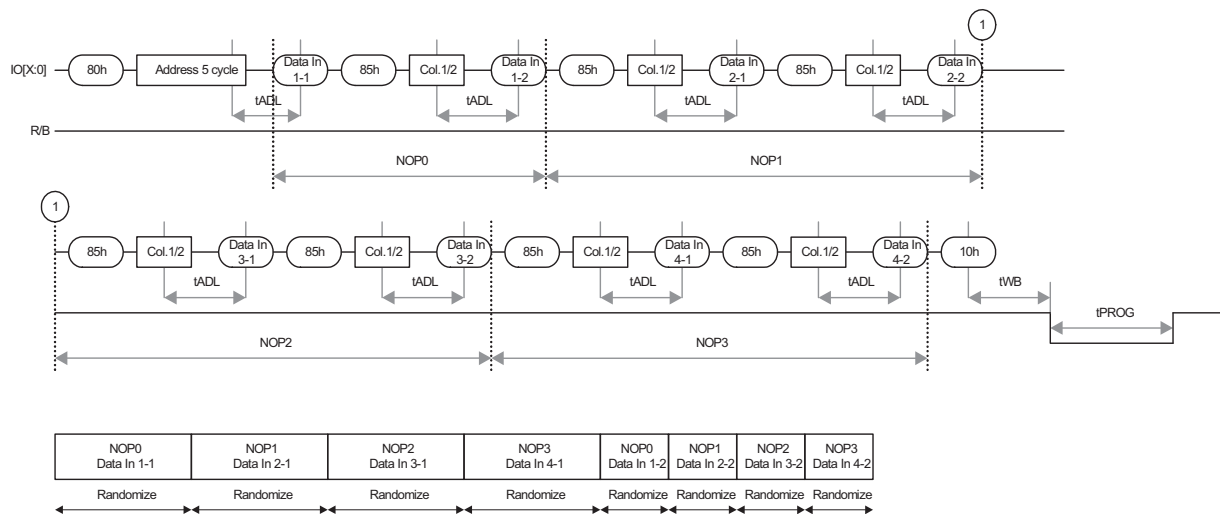 1
IO[X:0]
80h
Address 5 cycle
Data In
1-1
85h
Col.1/2
Data In
1-2
85h
Col.1/2
Data In
2-1
85h
Col.1/2
Data In
2-2
tADL
tADL
tADL
tADL
R/B
NOP0
NOP1
1
85h
Col.1/2
Data In
3-1
85h
Col.1/2
Data In
3-2
85h
Col.1/2
Data In
4-1
85h
Col.1/2
Data In
4-2
10h
tADL
tADL
tADL
tADL
tWB
tPROG
NOP2
NOP3
NOP0
Data In 1-1
NOP1
Data In 2-1
NOP2
Data In 3-1
NOP3
Data In 4-1
NOP0
Data In 1-2
NOP1
Data In 2-2
NOP2
Data In 3-2
NOP3
Data In 4-2
Randomize
Randomize
Randomize
Randomize
Randomize
Randomize
Randomize
Randomize